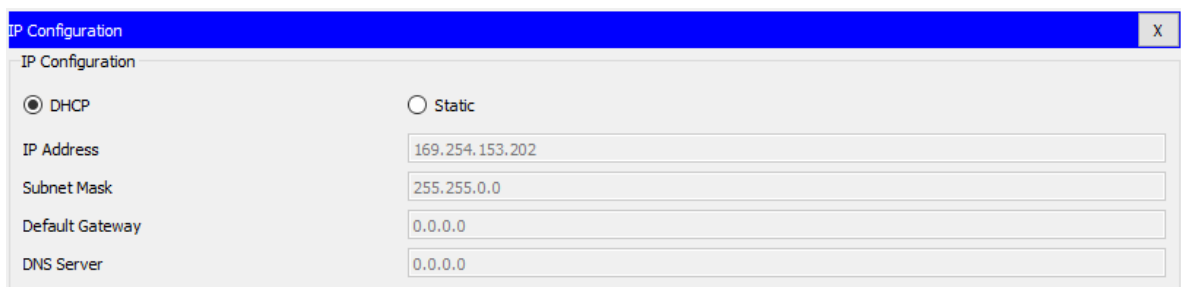 IP Configuration X
IP Configuration
DHCP Static
IP Address 169.254.153.202
Subnet Mask 255.255.0.0
Default Gateway 0.0.0.0
DNS Server 0.0.0.0